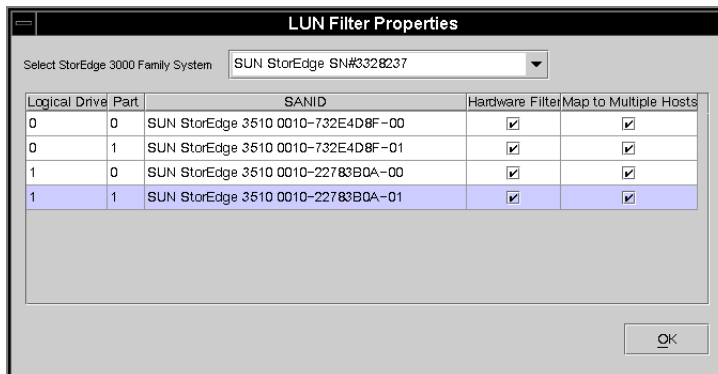 LUN Filter Properties
Select StorEdge 3000 Family System SUN StorEdge SN#3328237
Logical Drive Part SANID Hardware Filter Map to Multiple Hosts
0 0 SUN StorEdge 3510 0010-732E4D8F-00
0 1 SUN StorEdge 3510 0010-732E4D8F-01
1 0 SUN StorEdge 3510 0010-22783B0A-00
1 1 SUN StorEdge 3510 0010-22783B0A-01
OK